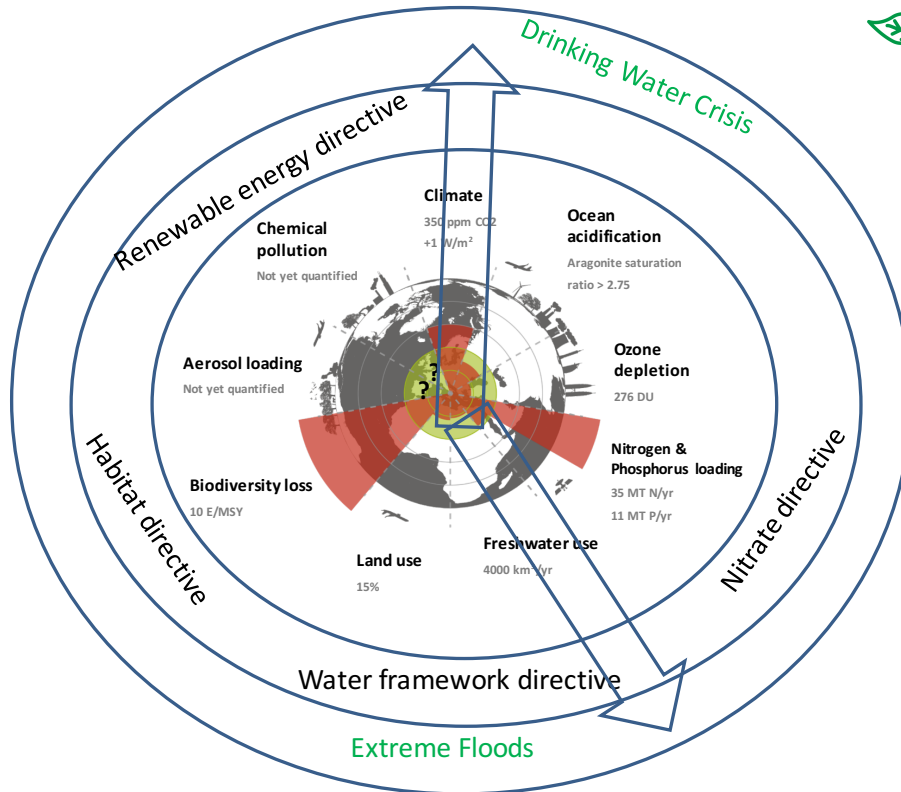 Drinking Water Crisis
Renewable energy directive
Climate
350 ppm CO2
+1 W/m²
Chemical
pollution
Not yet quantified
Ocean
acidification
Aragonite saturation
ratio > 2.75
Aerosol loading
Not yet quantified
Ozone
depletion
276 DU
?
?
Nitrogen &
Phosphorus loading
35 MT N/yr
11 MT P/yr
Biodiversity loss
10 E/MSY
Habitat directive
Nitrate directive
Land use
15%
Freshwater use
4000 km³/yr
Water framework directive
Extreme Floods